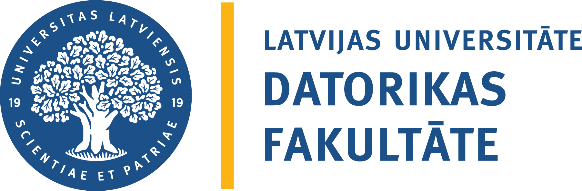 UNIVERSITAS LATVIENSIS
19 19
SCIENTIAE ET PATRIAE
LATVIJAS UNIVERSITĀTE
DATORIKAS
FAKULTĀTE